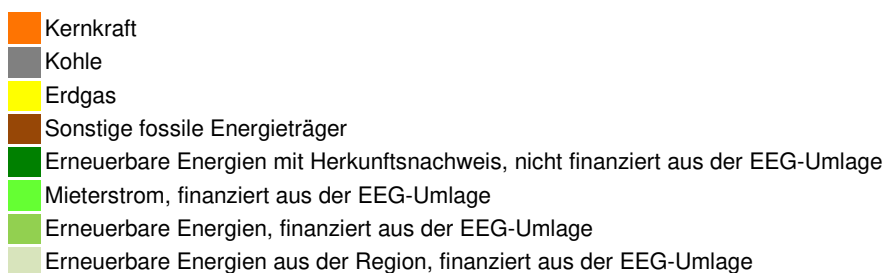 Kernkraft
Kohle
Erdgas
Sonstige fossile Energieträger
Erneuerbare Energien mit Herkunftsnachweis, nicht finanziert aus der EEG-Umlage
Mieterstrom, finanziert aus der EEG-Umlage
Erneuerbare Energien, finanziert aus der EEG-Umlage
Erneuerbare Energien aus der Region, finanziert aus der EEG-Umlage